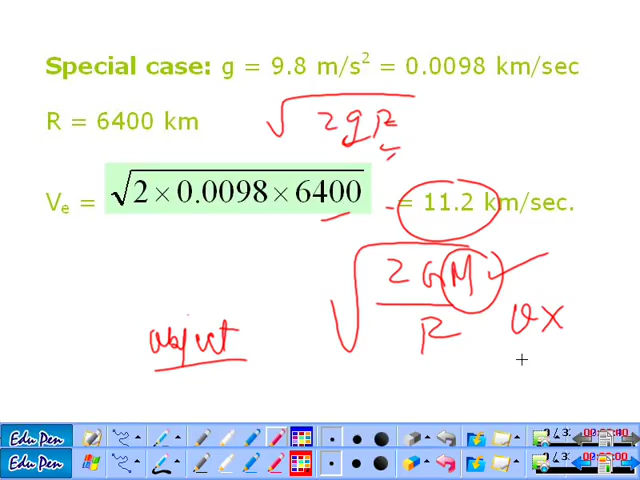 Special case: g = 9.8 m/s² = 0.0098 km/sec
R = 6400 km
√2gR
Vₑ = √2 × 0.0098 × 6400 = 11.2 km/sec.
√2GM/R
object
Edu Pen
Edu Pen